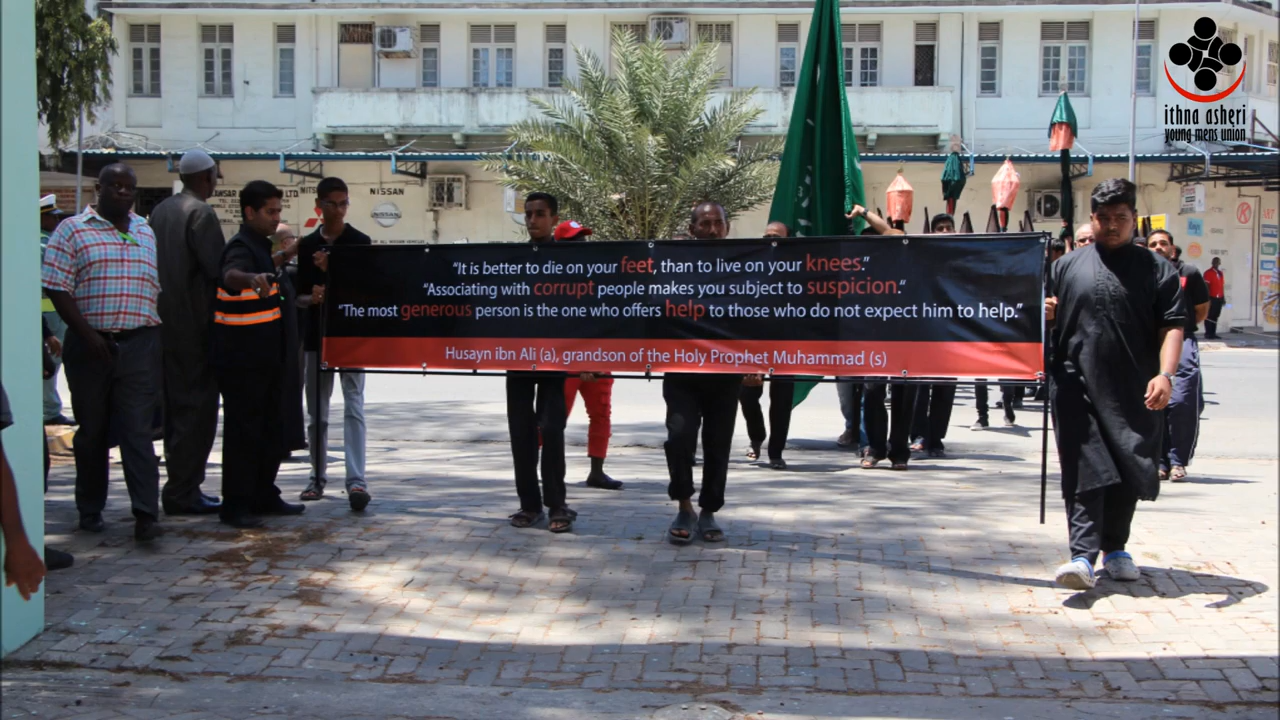 ithna asheri
young mens union
NISSAN
NISSAN
"It is better to die on your feet, than to live on your knees."
"Associating with corrupt people makes you subject to suspicion."
"The most generous person is the one who offers help to those who do not expect him to help."
Husayn ibn Ali (a), grandson of the Holy Prophet Muhammad (s)